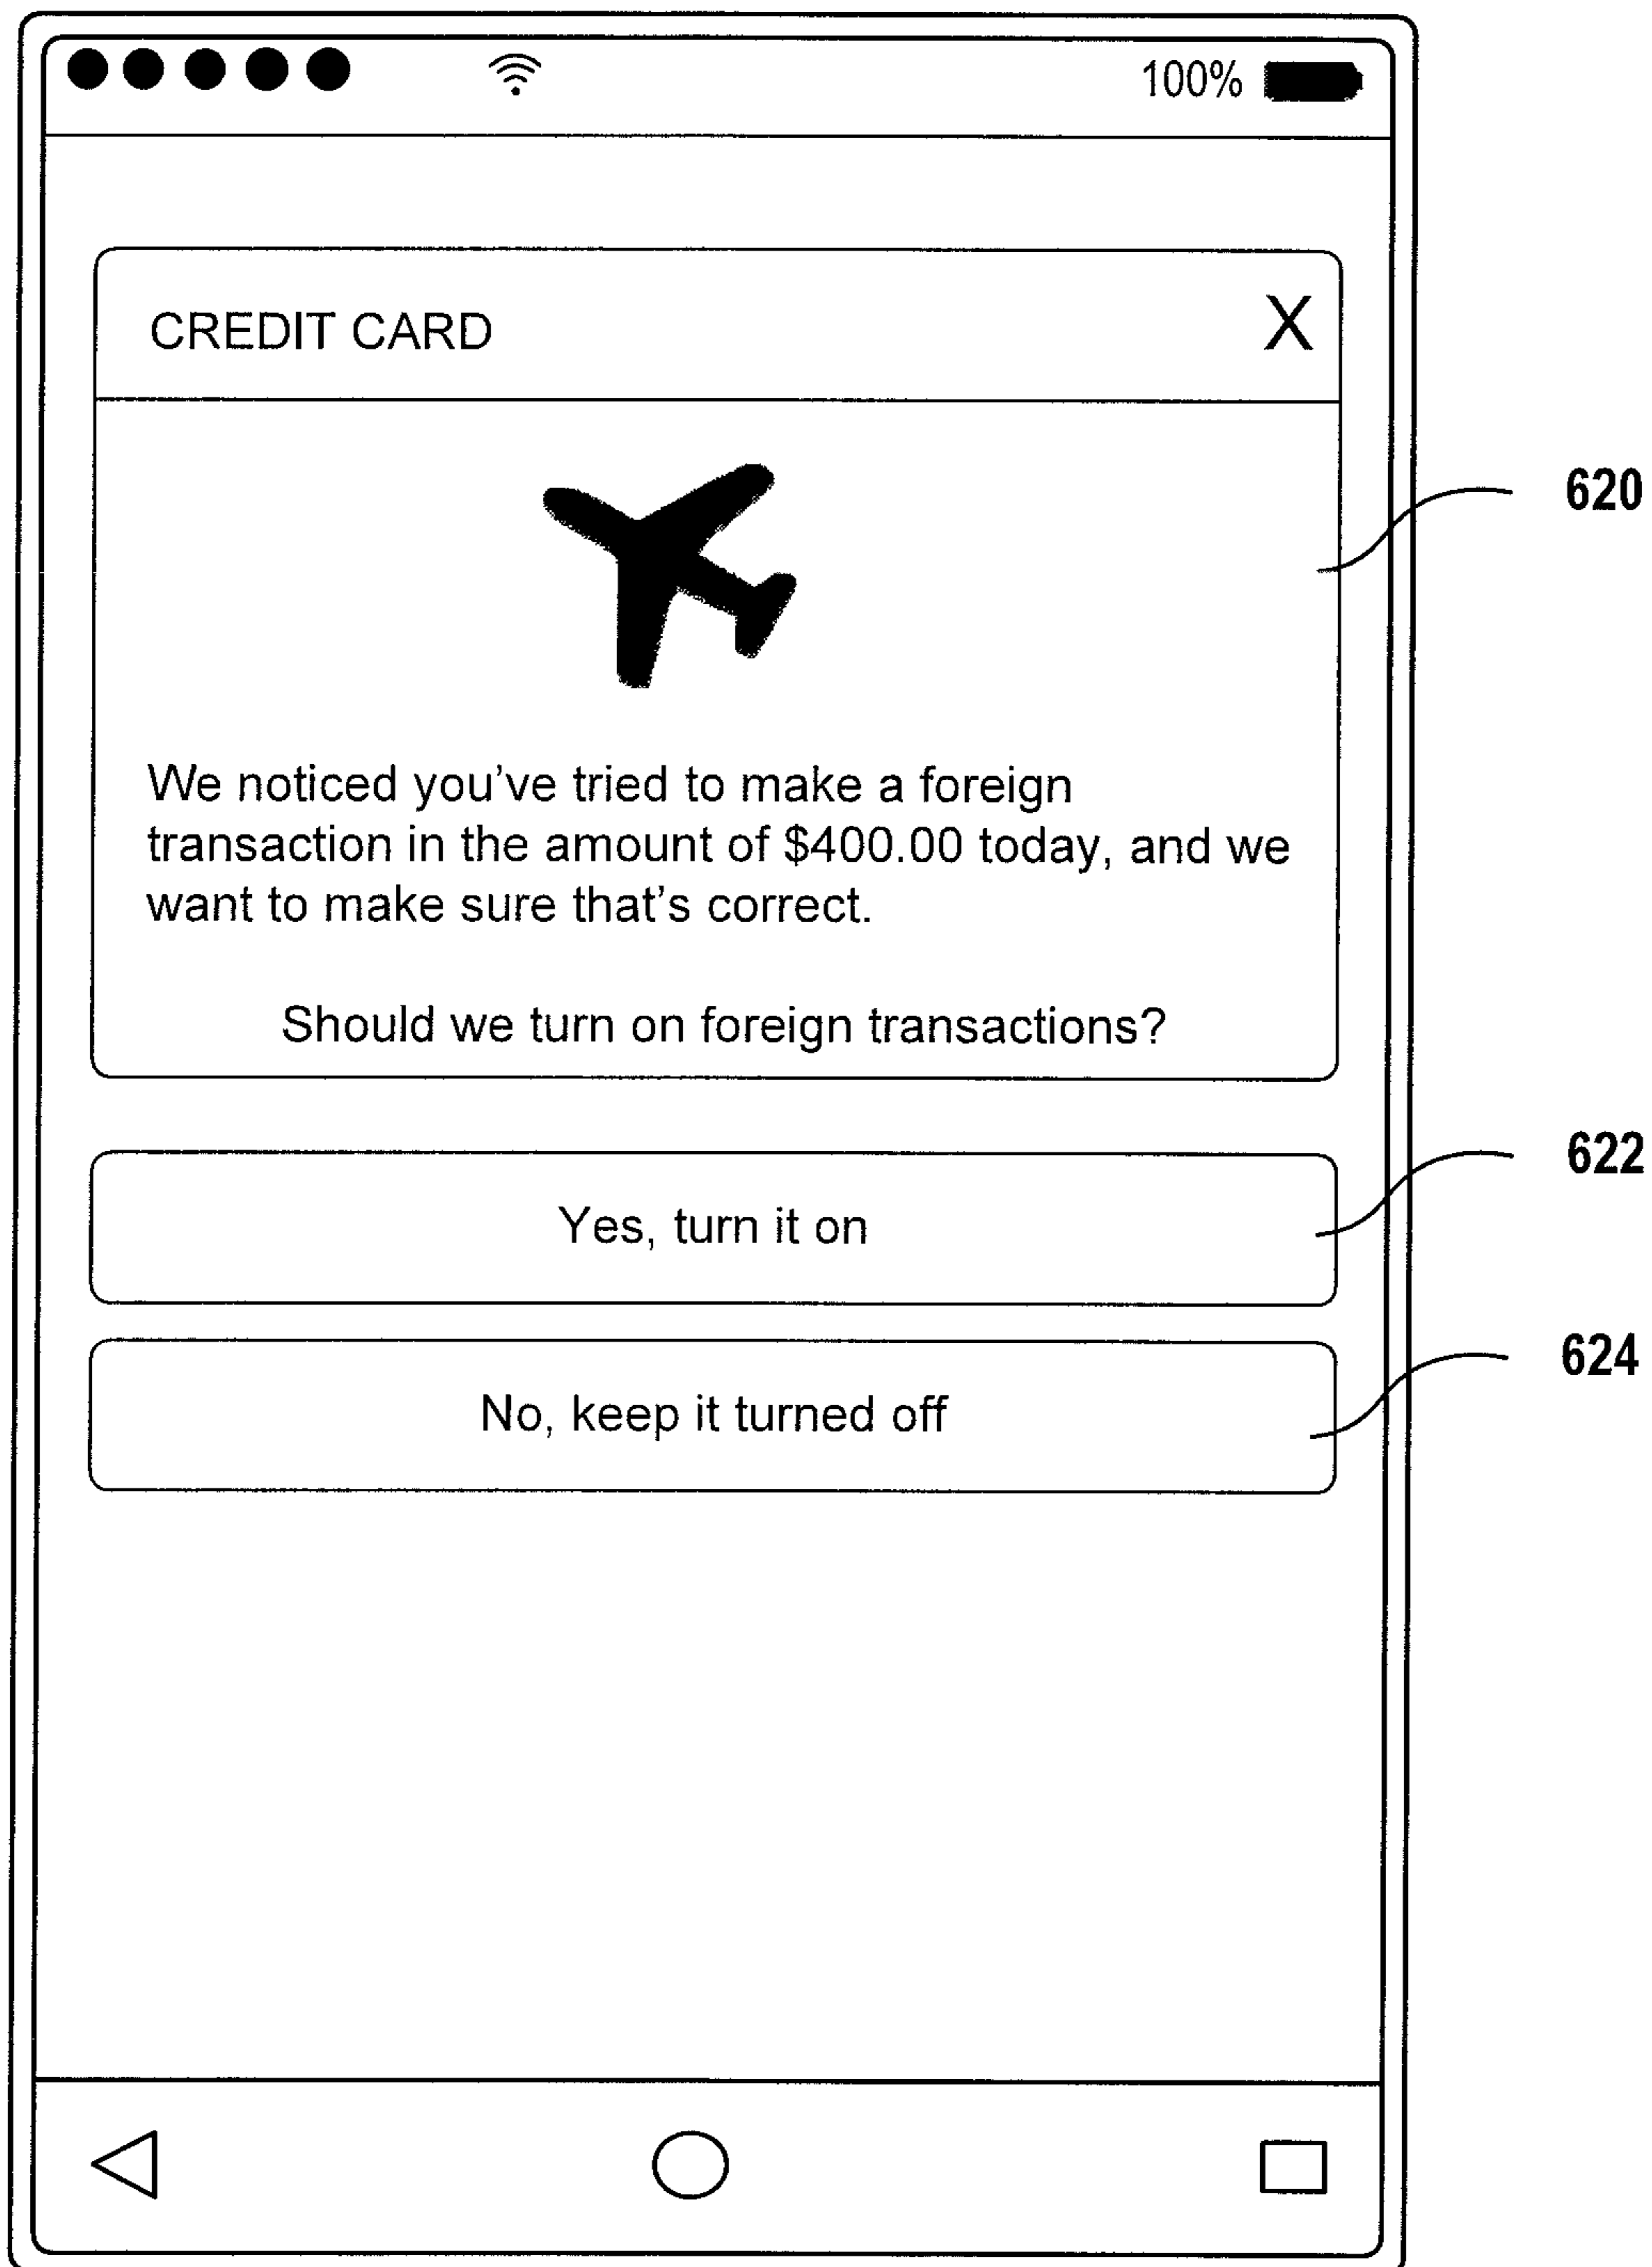 100%
CREDIT CARD X
620
We noticed you've tried to make a foreign
transaction in the amount of $400.00 today, and we
want to make sure that's correct.
Should we turn on foreign transactions?
622
Yes, turn it on
624
No, keep it turned off